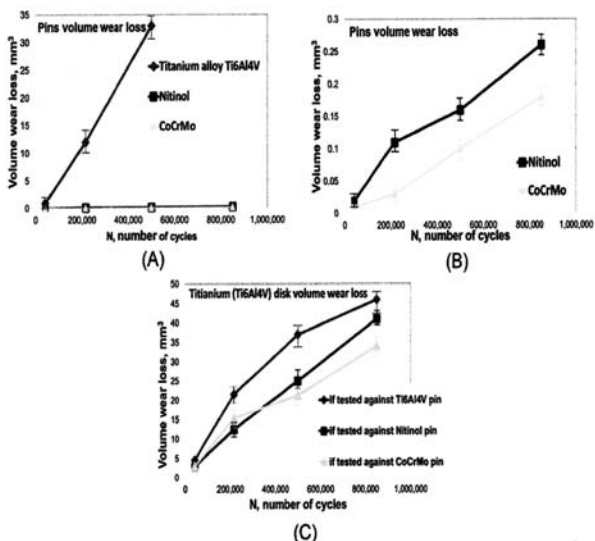 Pins volume wear loss
Volume wear loss, mm³
35
30
25
20
15
10
5
0
0
200,000
400,000
600,000
800,000
1,000,000
N, number of cycles
Titanium alloy Ti6Al4V
Nitinol
CoCrMo
(A)
Pins volume wear loss
Volume wear loss, mm³
0.3
0.25
0.2
0.15
0.1
0.05
0
0
200,000
400,000
600,000
800,000
1,000,000
N, number of cycles
Nitinol
CoCrMo
(B)
Titianium (Ti6Al4V) disk volume wear loss
Volume wear loss, mm³
50
45
40
35
30
25
20
15
10
5
0
0
200,000
400,000
600,000
800,000
1,000,000
N, number of cycles
if tested against Ti6Al4V pin
if tested against Nitinol pin
if tested against CoCrMo pin
(C)